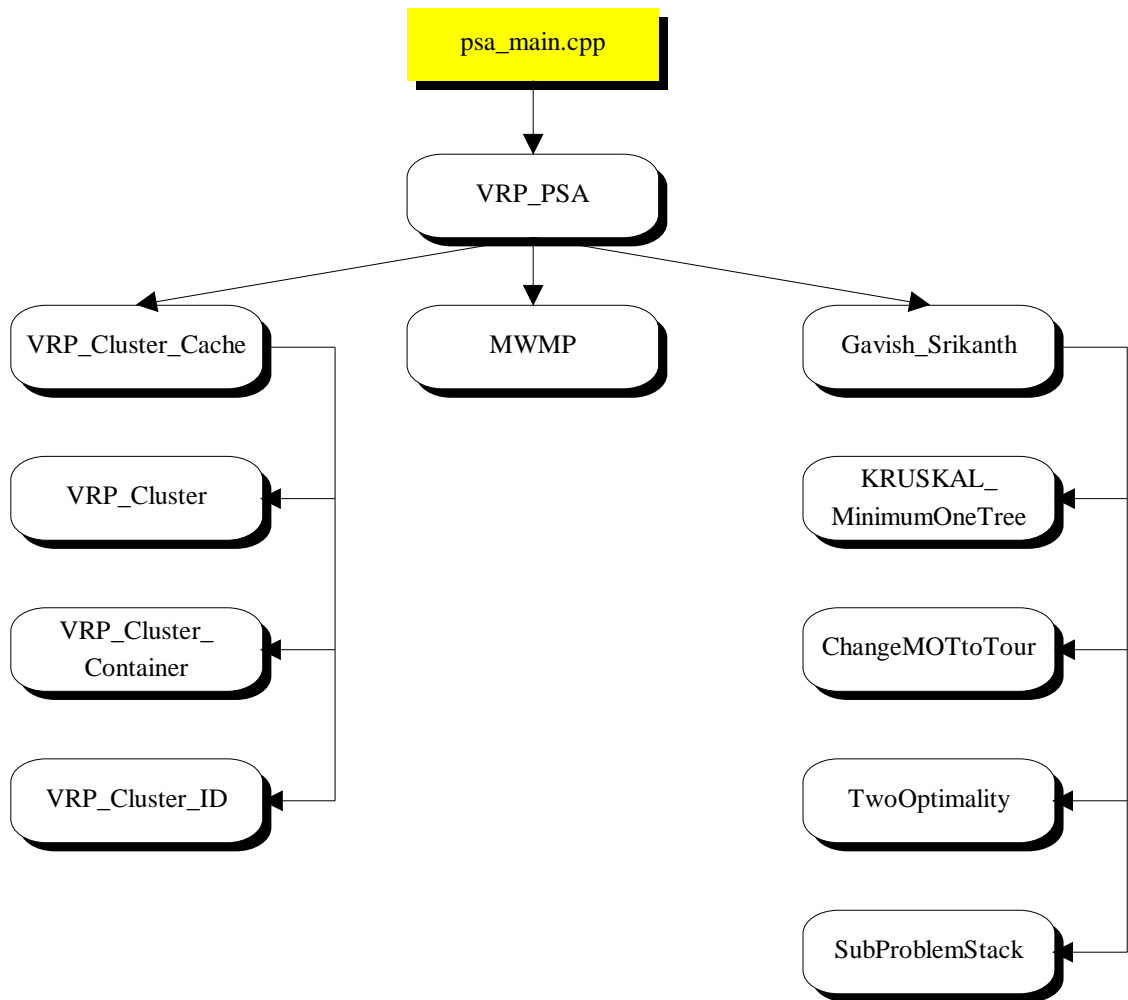 psa_main.cpp
VRP_PSA
VRP_Cluster_Cache
MWMP
Gavish_Srikanth
VRP_Cluster
KRUSKAL_
MinimumOneTree
VRP_Cluster_
Container
ChangeMOTtoTour
VRP_Cluster_ID
TwoOptimality
SubProblemStack